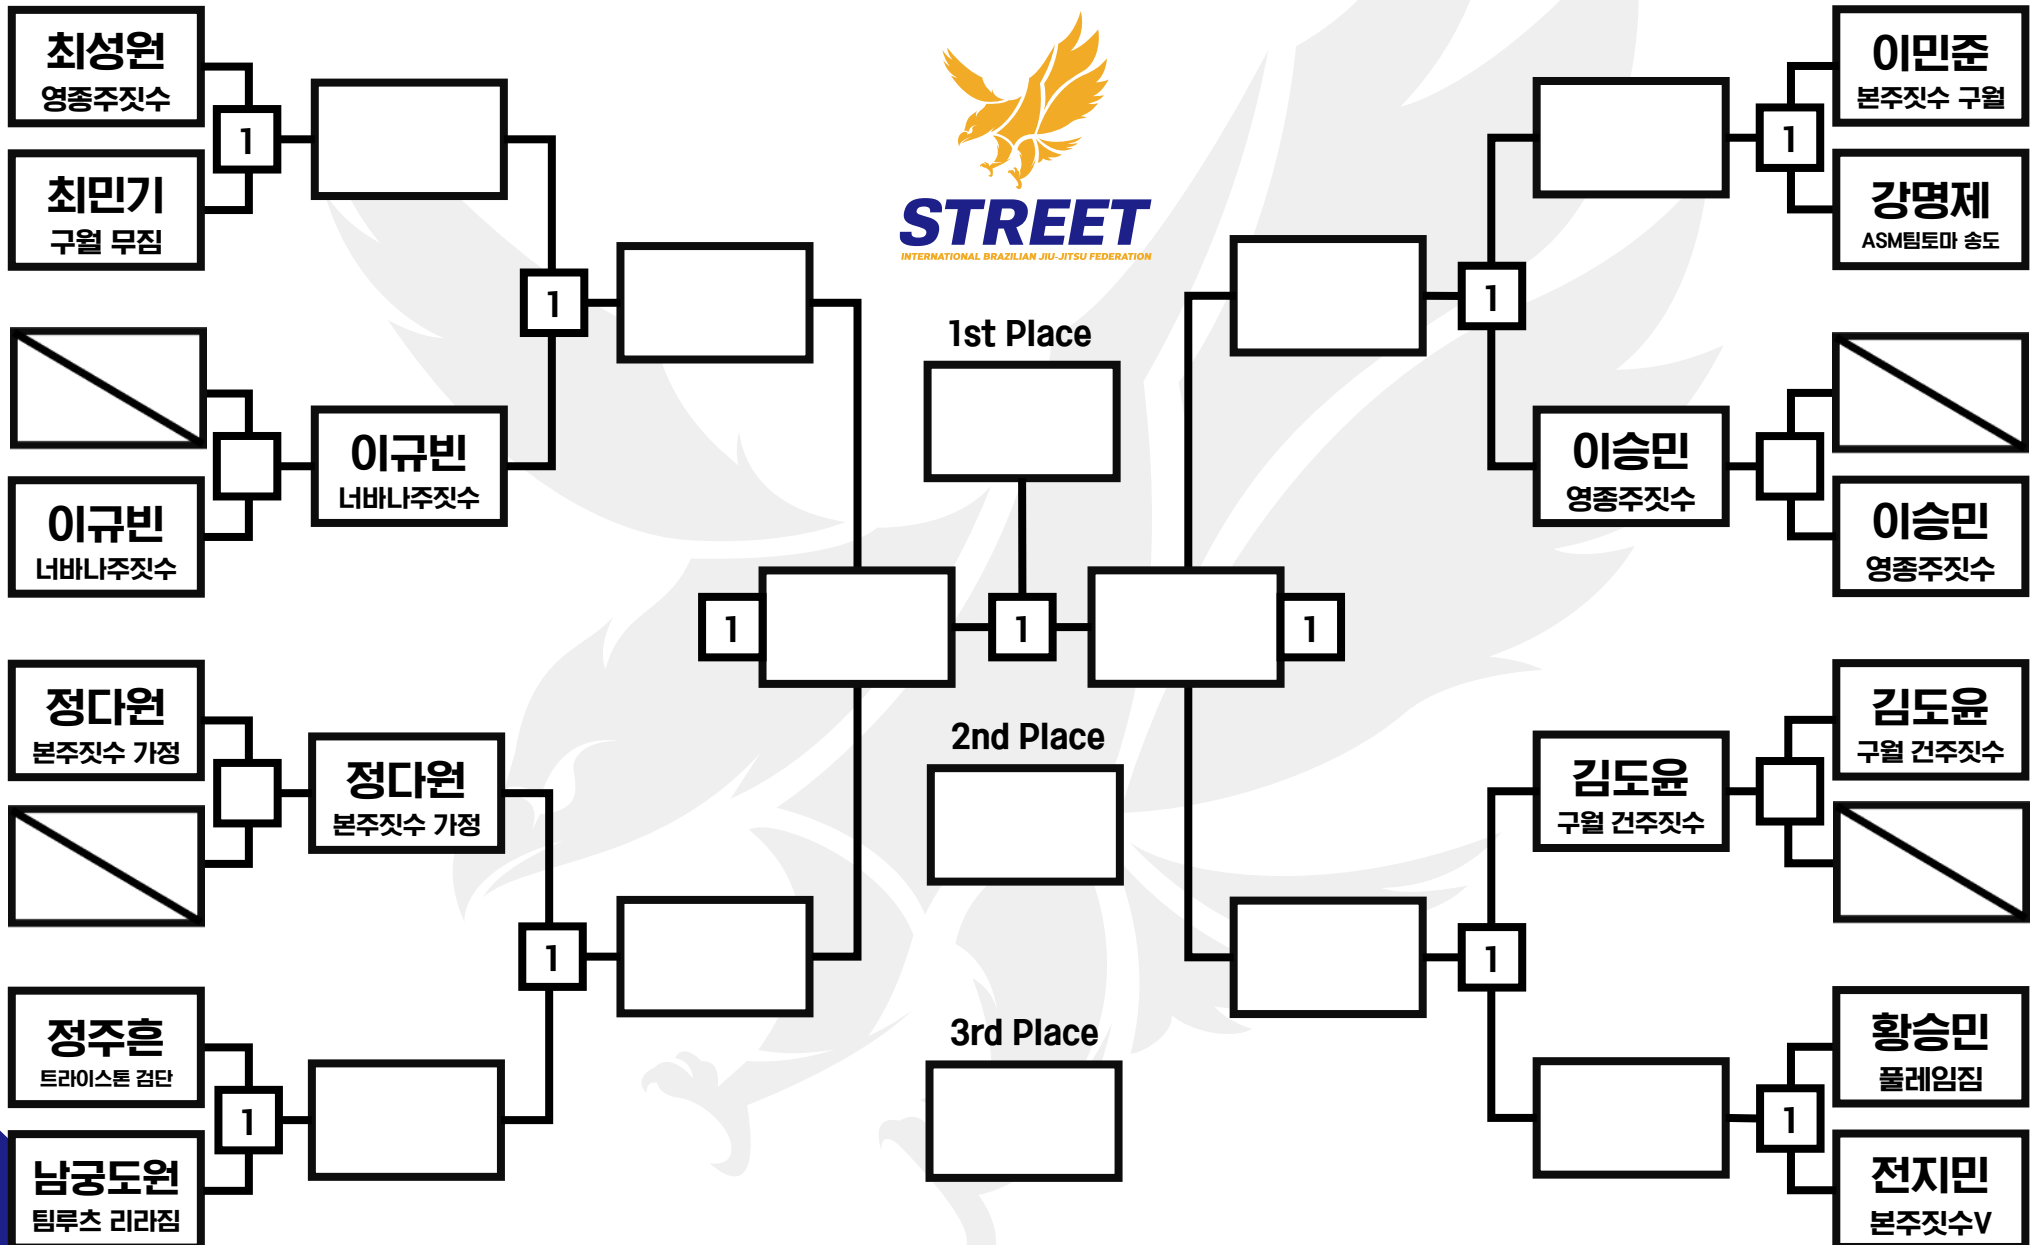 최성원
영종주짓수
1
최민기
구월 무짐
1
이규빈
너바나주짓수
이규빈
너바나주짓수
정다원
본주짓수 가정
정다원
본주짓수 가정
1
정주흔
트라이스톤 검단
1
남궁도원
팀루츠 리라짐
STREET
INTERNATIONAL BRAZILIAN JIU-JITSU FEDERATION
1st Place
1
1
1
2nd Place
3rd Place
이민준
본주짓수 구월
1
강명제
ASM팀토마 송도
1
이승민
영종주짓수
이승민
영종주짓수
김도윤
구월 건주짓수
김도윤
구월 건주짓수
1
황승민
풀레임짐
1
전지민
본주짓수V